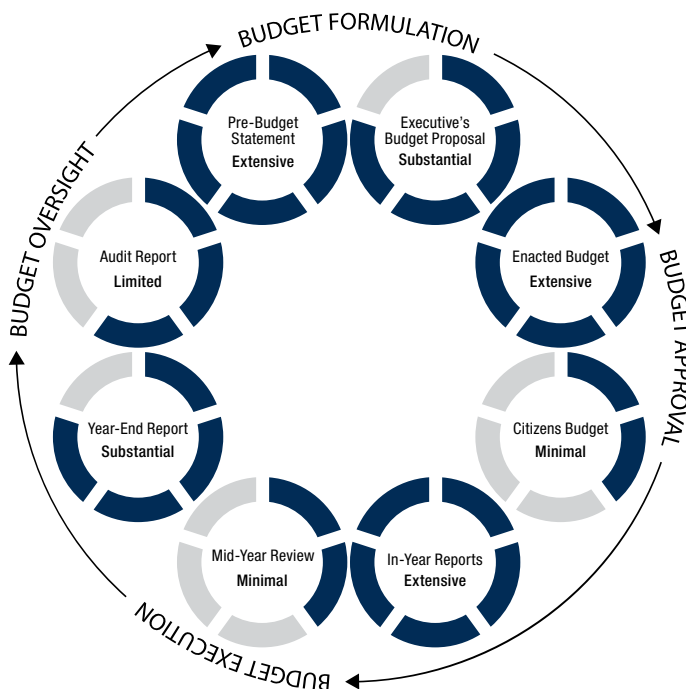 BUDGET FORMULATION
Pre-Budget
Statement
Extensive
Executive's
Budget Proposal
Substantial
Enacted Budget
Extensive
BUDGET APPROVAL
Citizens Budget
Minimal
In-Year Reports
Extensive
Mid-Year Review
Minimal
BUDGET EXECUTION
Year-End Report
Substantial
Audit Report
Limited
BUDGET OVERSIGHT